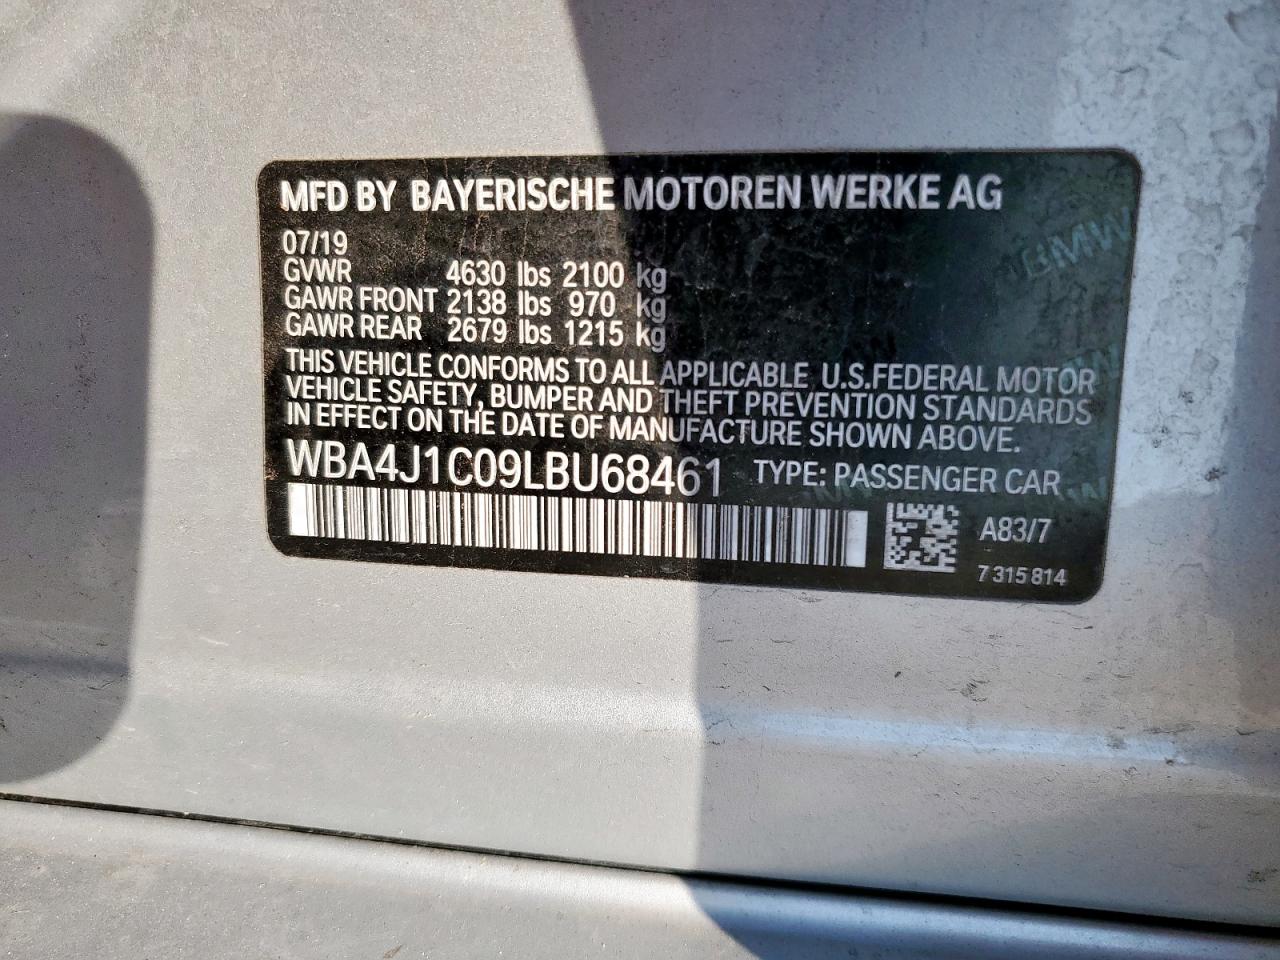 MFD BY BAYERISCHE MOTOREN WERKE AG
07/19
GVWR 4630 lbs 2100 kg
GAWR FRONT 2138 lbs 970 kg
GAWR REAR 2679 lbs 1215 kg
THIS VEHICLE CONFORMS TO ALL APPLICABLE U.S.FEDERAL MOTOR
VEHICLE SAFETY, BUMPER AND THEFT PREVENTION STANDARDS
IN EFFECT ON THE DATE OF MANUFACTURE SHOWN ABOVE.
WBA4J1C09LBU68461 TYPE: PASSENGER CAR
A83/7
7 315 814
BMW